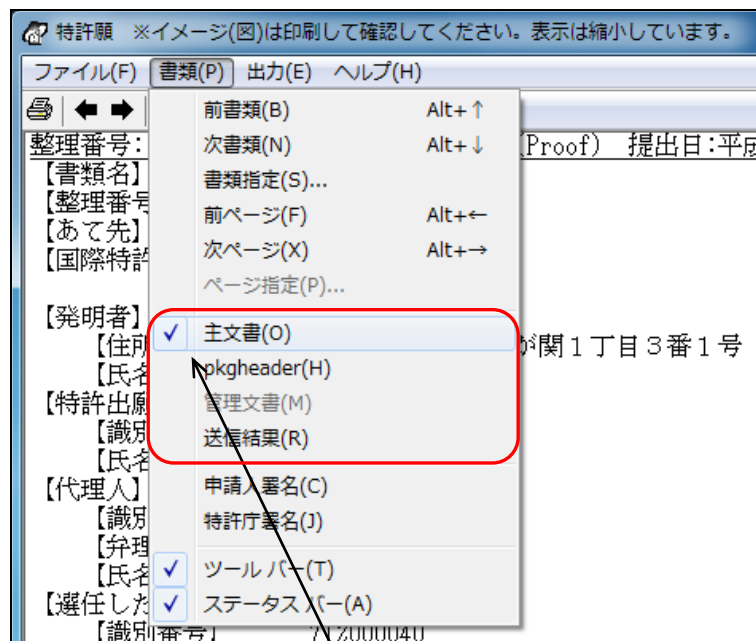 特許願　※イメージ(図)は印刷して確認してください。表示は縮小しています。
ファイル(F) 書類(P) 出力(E) ヘルプ(H)
前書類(B) Alt+↑
次書類(N) Alt+↓
書類指定(S)...
前ページ(F) Alt+←
次ページ(X) Alt+→
ページ指定(P)...
主文書(O)
pkgheader(H)
管理文書(M)
送信結果(R)
申請人署名(C)
特許庁署名(J)
ツール バー(T)
ステータス バー(A)
整理番号: (Proof) 提出日:平成
【書類名】
【整理番号
【あて先】
【国際特許
【発明者】
【住所 が関1丁目3番1号
【氏名
【特許出願
【識別
【氏名
【代理人】
【識別
【弁理
【氏名
【選任した
【識別番号】 712000040